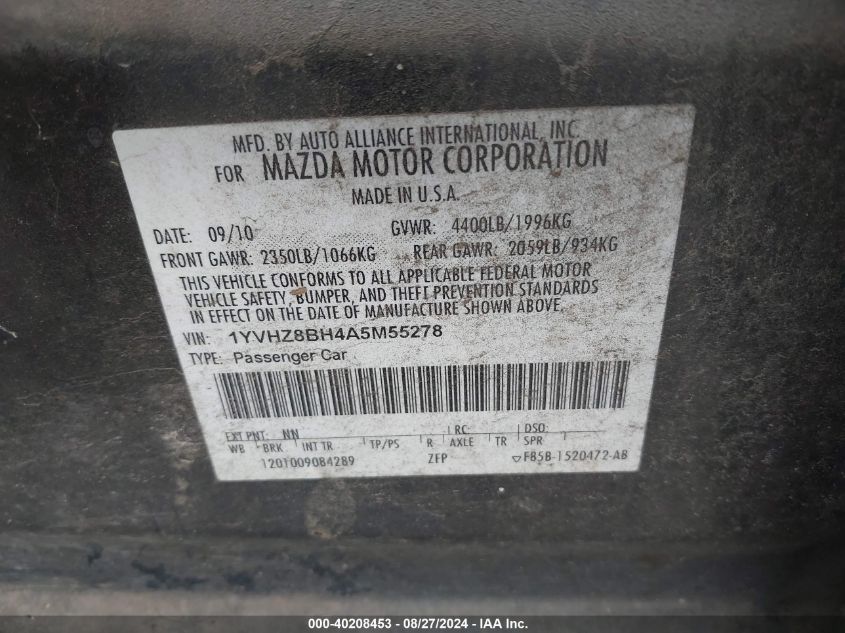 MFD. BY AUTO ALLIANCE INTERNATIONAL, INC.
FOR MAZDA MOTOR CORPORATION
MADE IN U.S.A.
DATE: 09/10 GVWR: 4400LB/1996KG
FRONT GAWR: 2350LB/1066KG REAR GAWR: 2059LB/934KG
THIS VEHICLE CONFORMS TO ALL APPLICABLE FEDERAL MOTOR
VEHICLE SAFETY, BUMPER, AND THEFT PREVENTION STANDARDS
IN EFFECT ON THE DATE OF MANUFACTURE SHOWN ABOVE.
VIN: 1YVHZ8BH4A5M55278
TYPE: Passenger Car
EXT PNT: NN RC: DSO:
WB BRK INT TR TP/PS R AXLE TR SPR
120T009084289 ZFP F85B-1520472-AB
000-40208453 - 08/27/2024 - IAA Inc.